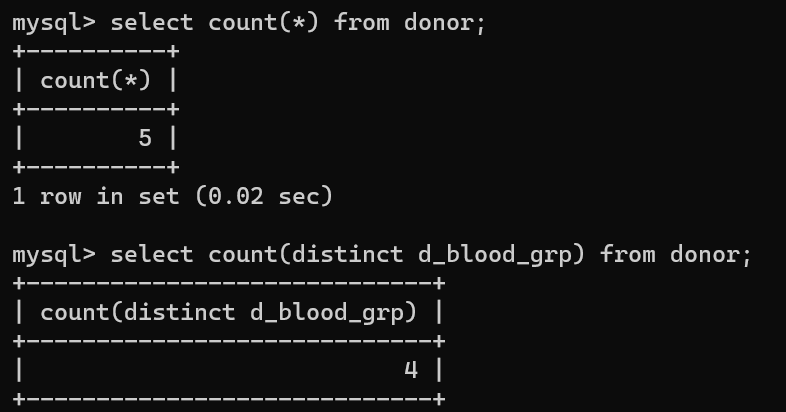 mysql> select count(*) from donor;
+----------+
| count(*) |
+----------+
|        5 |
+----------+
1 row in set (0.02 sec)

mysql> select count(distinct d_blood_grp) from donor;
+-----------------------------+
| count(distinct d_blood_grp) |
+-----------------------------+
|                           4 |
+-----------------------------+